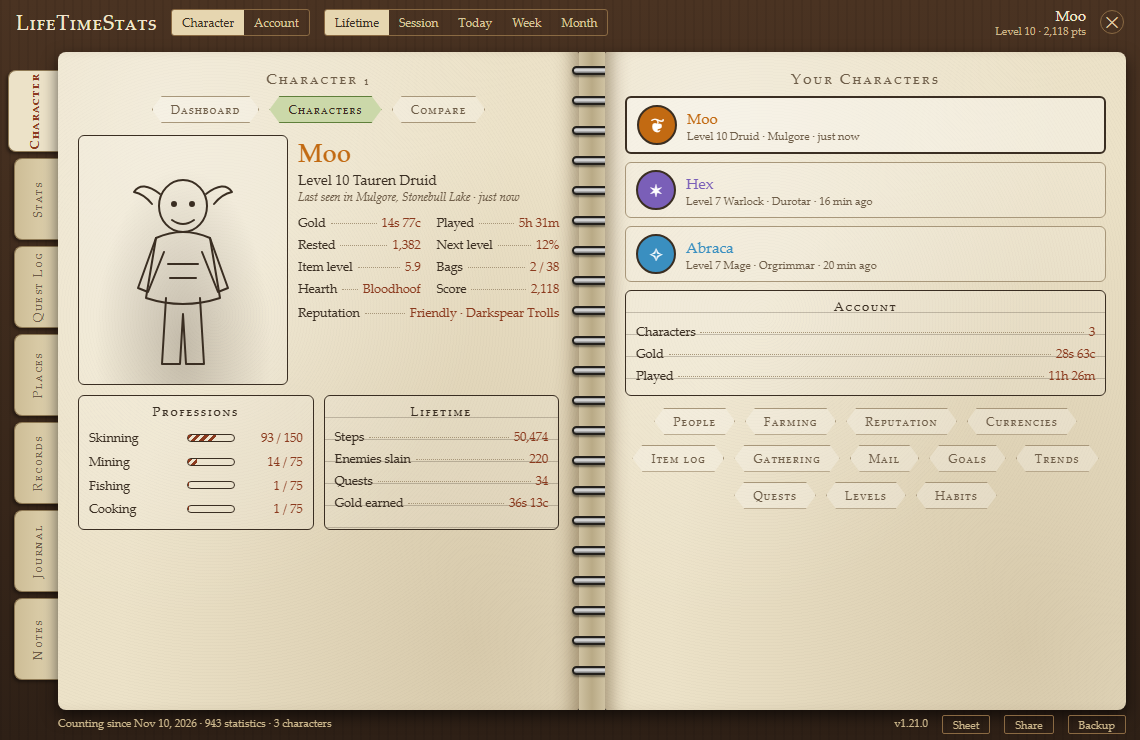 LifeTimeStats
Character Account
Lifetime Session Today Week Month
Moo
Level 10 · 2,118 pts
Character
Stats
Quest Log
Places
Records
Journal
Notes
Character 1
Dashboard Characters Compare
Moo
Level 10 Tauren Druid
Last seen in Mulgore, Stonebull Lake · just now
Gold 14s 77c Played 5h 31m
Rested 1,382 Next level 12%
Item level 5.9 Bags 2 / 38
Hearth Bloodhoof Score 2,118
Reputation Friendly · Darkspear Trolls
Professions
Skinning 93 / 150
Mining 14 / 75
Fishing 1 / 75
Cooking 1 / 75
Lifetime
Steps 50,474
Enemies slain 220
Quests 34
Gold earned 36s 13c
Your Characters
Moo
Level 10 Druid · Mulgore · just now
Hex
Level 7 Warlock · Durotar · 16 min ago
Abraca
Level 7 Mage · Orgrimmar · 20 min ago
Account
Characters 3
Gold 28s 63c
Played 11h 26m
People Farming Reputation Currencies
Item log Gathering Mail Goals Trends
Quests Levels Habits
Counting since Nov 10, 2026 · 943 statistics · 3 characters
v1.21.0 Sheet Share Backup